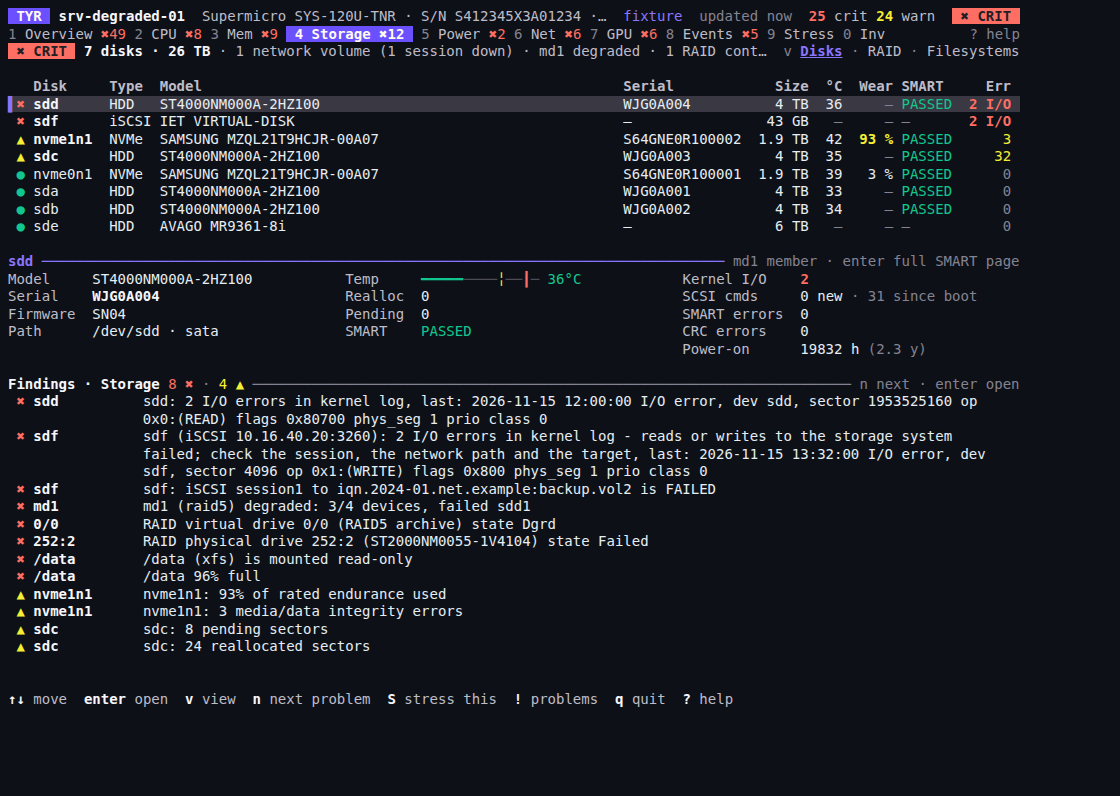 TYR srv-degraded-01 Supermicro SYS-120U-TNR · S/N S412345X3A01234 ·… fixture updated now 25 crit 24 warn ✖ CRIT
1 Overview ✖49 2 CPU ✖8 3 Mem ✖9 4 Storage ✖12 5 Power ✖2 6 Net ✖6 7 GPU ✖6 8 Events ✖5 9 Stress 0 Inv ? help
✖ CRIT 7 disks · 26 TB · 1 network volume (1 session down) · md1 degraded · 1 RAID cont… v Disks · RAID · Filesystems
Disk Type Model Serial Size °C Wear SMART Err
✖ sdd HDD ST4000NM000A-2HZ100 WJG0A004 4 TB 36 — PASSED 2 I/O
✖ sdf iSCSI IET VIRTUAL-DISK — 43 GB — — — 2 I/O
▲ nvme1n1 NVMe SAMSUNG MZQL21T9HCJR-00A07 S64GNE0R100002 1.9 TB 42 93 % PASSED 3
▲ sdc HDD ST4000NM000A-2HZ100 WJG0A003 4 TB 35 — PASSED 32
● nvme0n1 NVMe SAMSUNG MZQL21T9HCJR-00A07 S64GNE0R100001 1.9 TB 39 3 % PASSED 0
● sda HDD ST4000NM000A-2HZ100 WJG0A001 4 TB 33 — PASSED 0
● sdb HDD ST4000NM000A-2HZ100 WJG0A002 4 TB 34 — PASSED 0
● sde HDD AVAGO MR9361-8i — 6 TB — — — 0
sdd md1 member · enter full SMART page
Model ST4000NM000A-2HZ100 Temp 36°C Kernel I/O 2
Serial WJG0A004 Realloc 0 SCSI cmds 0 new · 31 since boot
Firmware SN04 Pending 0 SMART errors 0
Path /dev/sdd · sata SMART PASSED CRC errors 0
Power-on 19832 h (2.3 y)
Findings · Storage 8 ✖ · 4 ▲ n next · enter open
✖ sdd sdd: 2 I/O errors in kernel log, last: 2026-11-15 12:00:00 I/O error, dev sdd, sector 1953525160 op
0x0:(READ) flags 0x80700 phys_seg 1 prio class 0
✖ sdf sdf (iSCSI 10.16.40.20:3260): 2 I/O errors in kernel log - reads or writes to the storage system
failed; check the session, the network path and the target, last: 2026-11-15 13:32:00 I/O error, dev
sdf, sector 4096 op 0x1:(WRITE) flags 0x800 phys_seg 1 prio class 0
✖ sdf sdf: iSCSI session1 to iqn.2024-01.net.example:backup.vol2 is FAILED
✖ md1 md1 (raid5) degraded: 3/4 devices, failed sdd1
✖ 0/0 RAID virtual drive 0/0 (RAID5 archive) state Dgrd
✖ 252:2 RAID physical drive 252:2 (ST2000NM0055-1V4104) state Failed
✖ /data /data (xfs) is mounted read-only
✖ /data /data 96% full
▲ nvme1n1 nvme1n1: 93% of rated endurance used
▲ nvme1n1 nvme1n1: 3 media/data integrity errors
▲ sdc sdc: 8 pending sectors
▲ sdc sdc: 24 reallocated sectors
↑↓ move enter open v view n next problem S stress this ! problems q quit ? help